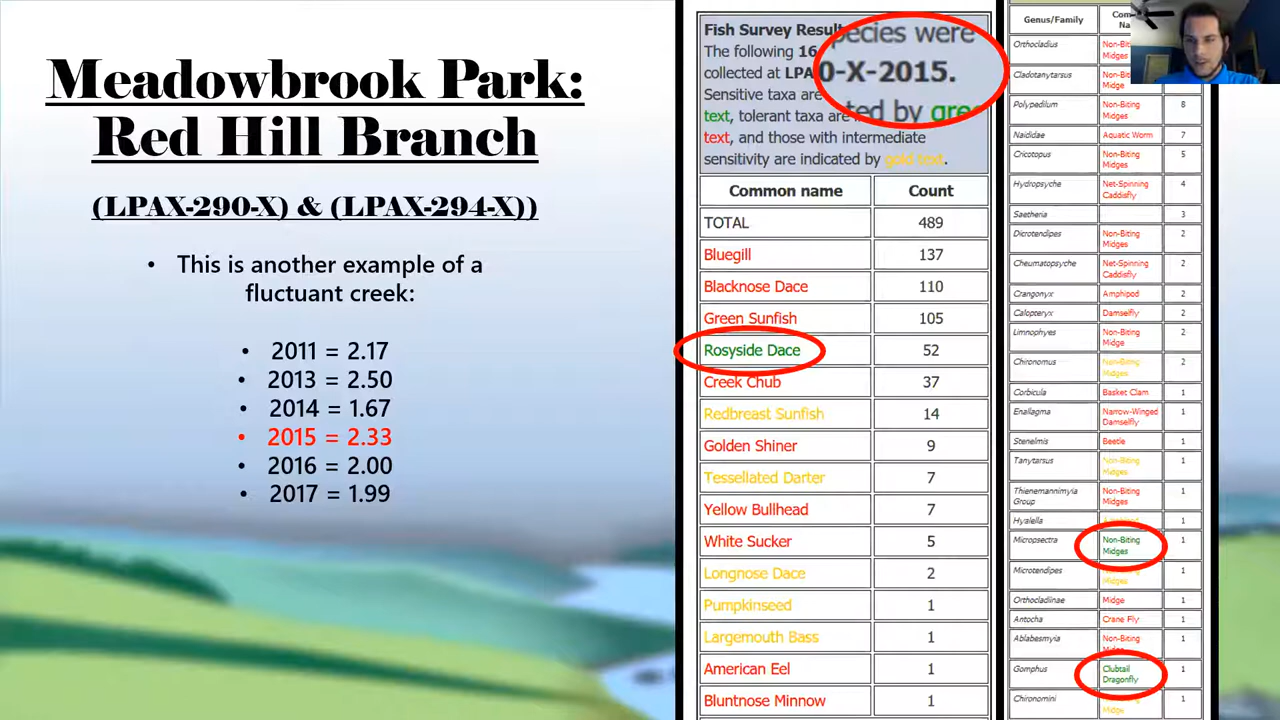 Meadowbrook Park:
Red Hill Branch
(LPAX-290-X) & (LPAX-294-X))
• This is another example of a
fluctuant creek:
• 2011 = 2.17
• 2013 = 2.50
• 2014 = 1.67
• 2015 = 2.33
• 2016 = 2.00
• 2017 = 1.99
Fish Survey Result
The following 16
collected at LPA
Sensitive taxa are
text, tolerant taxa are
text, and those with intermediate
sensitivity are indicated by gold text.
ecies were
0-X-2015.
ted by gree
Common name Count
TOTAL 489
Bluegill 137
Blacknose Dace 110
Green Sunfish 105
Rosyside Dace 52
Creek Chub 37
Redbreast Sunfish 14
Golden Shiner 9
Tessellated Darter 7
Yellow Bullhead 7
White Sucker 5
Longnose Dace 2
Pumpkinseed 1
Largemouth Bass 1
American Eel 1
Bluntnose Minnow 1
Genus/Family
Orthocladius
Cladotanytarsus
Polypedilum Non-Biting Midges 8
Naididae Aquatic Worm 7
Cricotopus Non-Biting Midges 5
Hydropsyche Net-Spinning Caddisfly 4
Saetheria 3
Dicrotendipes Non-Biting Midges 2
Cheumatopsyche Net-Spinning Caddisfly 2
Crangonyx Amphipod 2
Calopteryx Damselfly 2
Limnophyes Non-Biting Midge 2
Chironomus Non-Biting Midges 2
Corbicula Basket Clam 1
Enallagma Narrow-Winged Damselfly 1
Stenelmis Beetle 1
Tanytarsus Non-Biting Midges 1
Thienemannimyia Group Non-Biting Midges 1
Hyalella 1
Micropsectra Non-Biting Midges 1
Microtendipes Midges 1
Orthocladiinae Midge 1
Antocha Crane Fly 1
Ablabesmyia Non-Biting 1
Gomphus Clubtail Dragonfly 1
Chironomini Midge 1